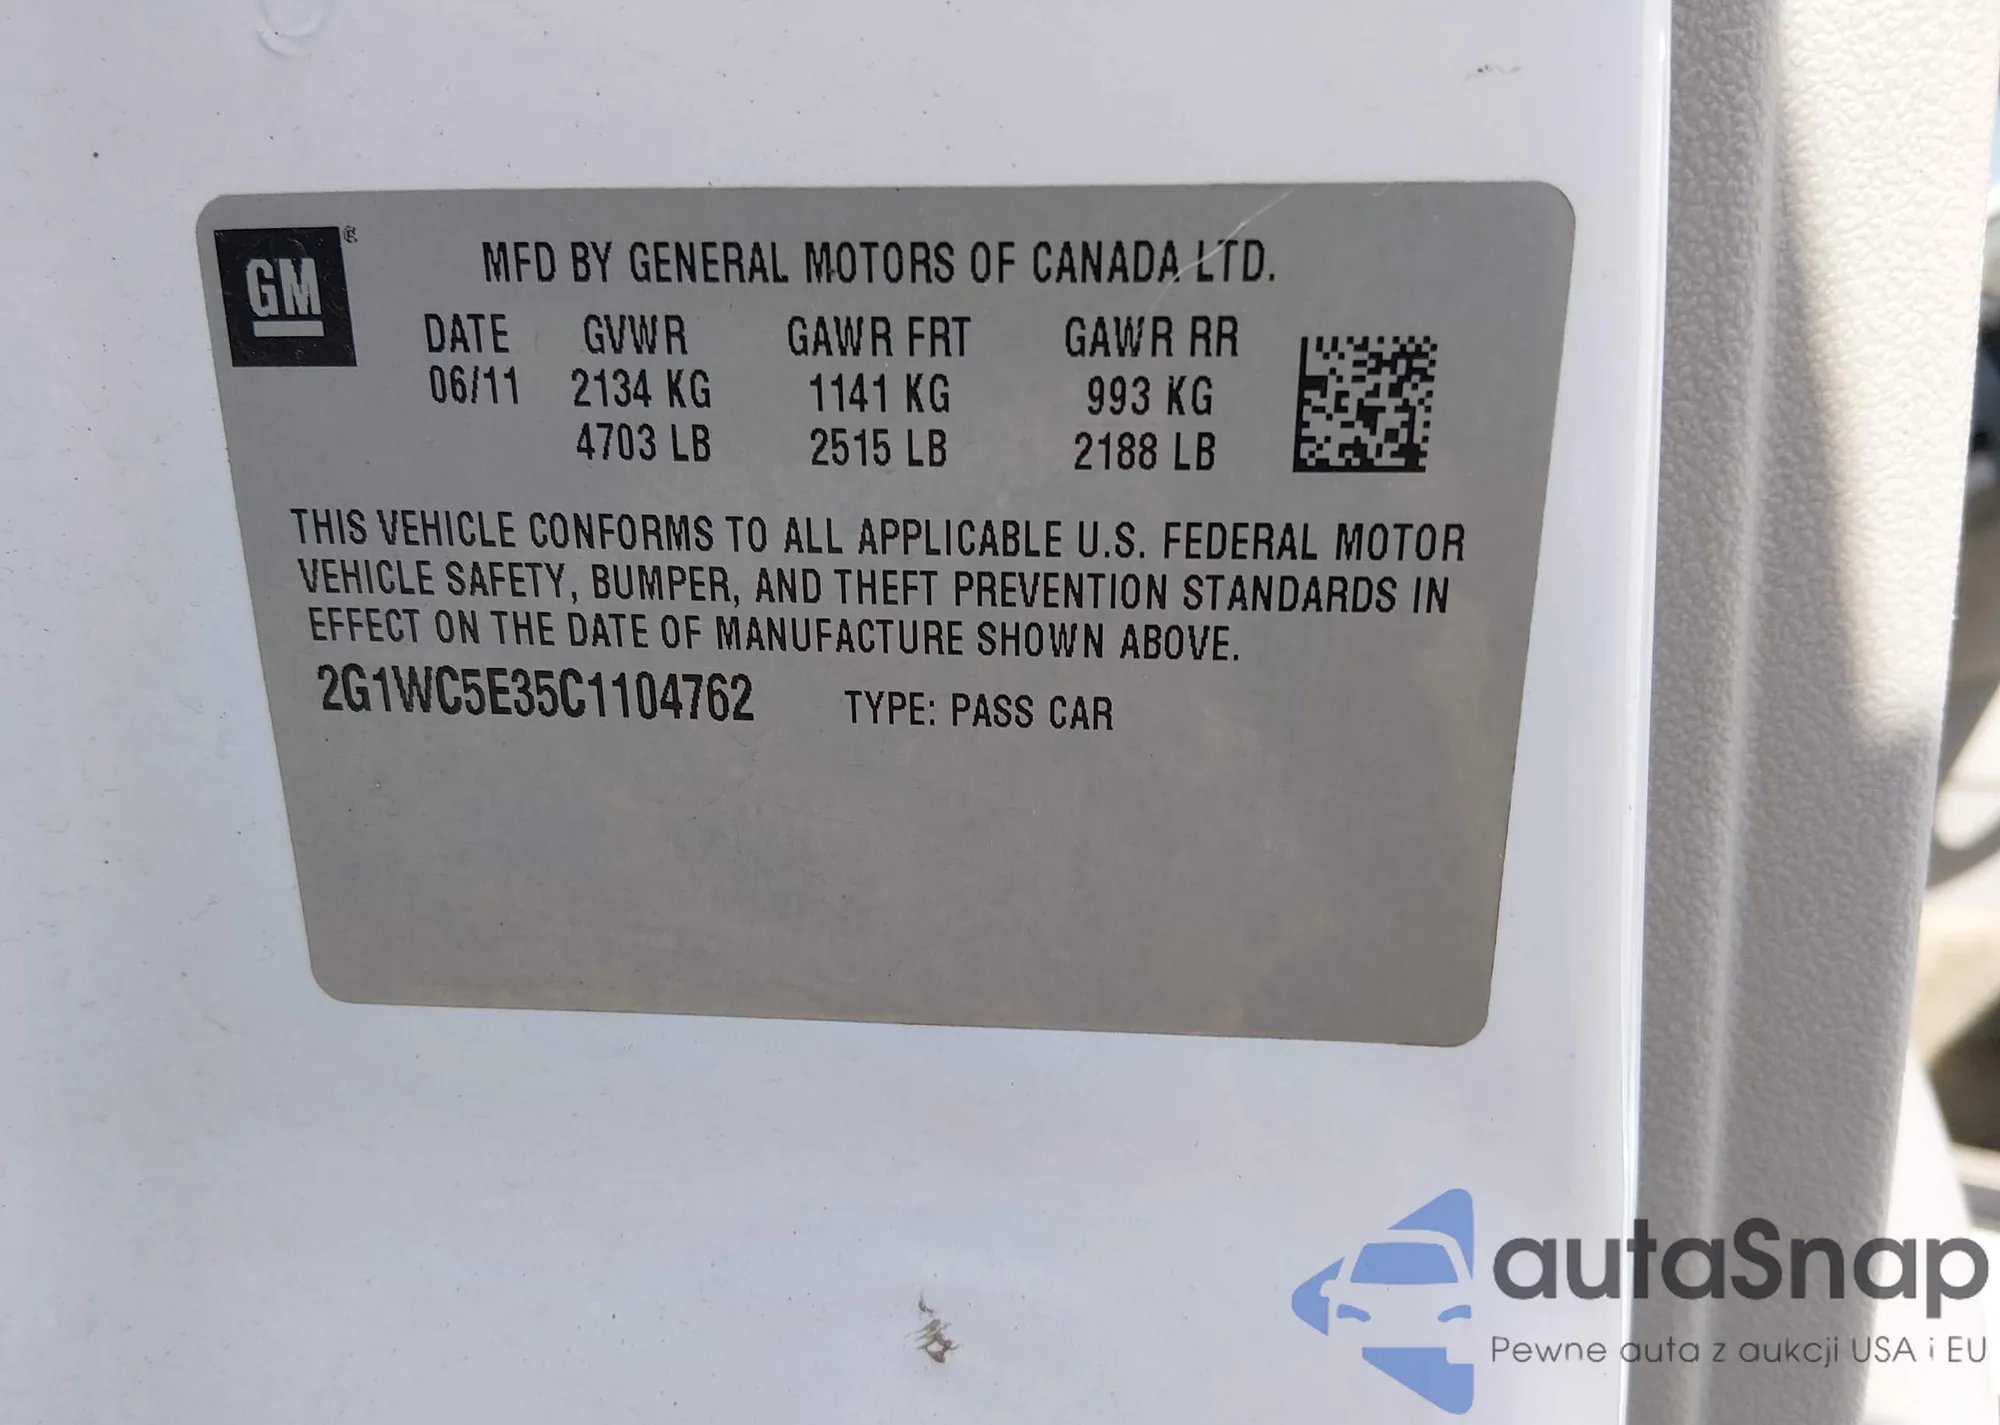 GM ®
MFD BY GENERAL MOTORS OF CANADA LTD.
DATE GVWR GAWR FRT GAWR RR
06/11 2134 KG 1141 KG 993 KG
4703 LB 2515 LB 2188 LB
THIS VEHICLE CONFORMS TO ALL APPLICABLE U.S. FEDERAL MOTOR
VEHICLE SAFETY, BUMPER, AND THEFT PREVENTION STANDARDS IN
EFFECT ON THE DATE OF MANUFACTURE SHOWN ABOVE.
2G1WC5E35C1104762 TYPE: PASS CAR
autaSnap
Pewne auta z aukcji USA i EU